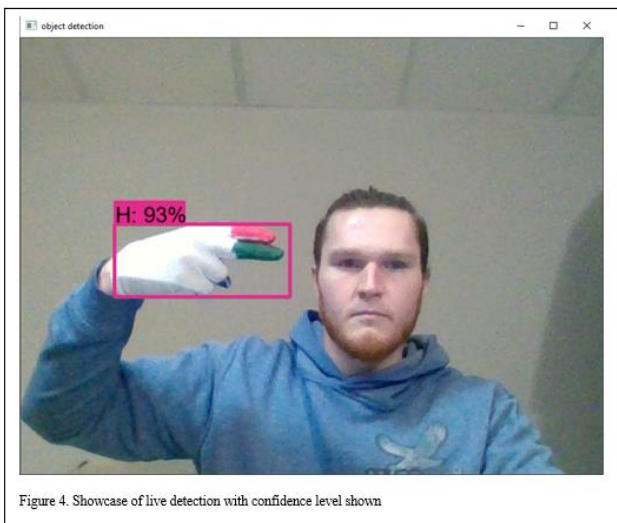 object detection
H: 93%
Figure 4. Showcase of live detection with confidence level shown